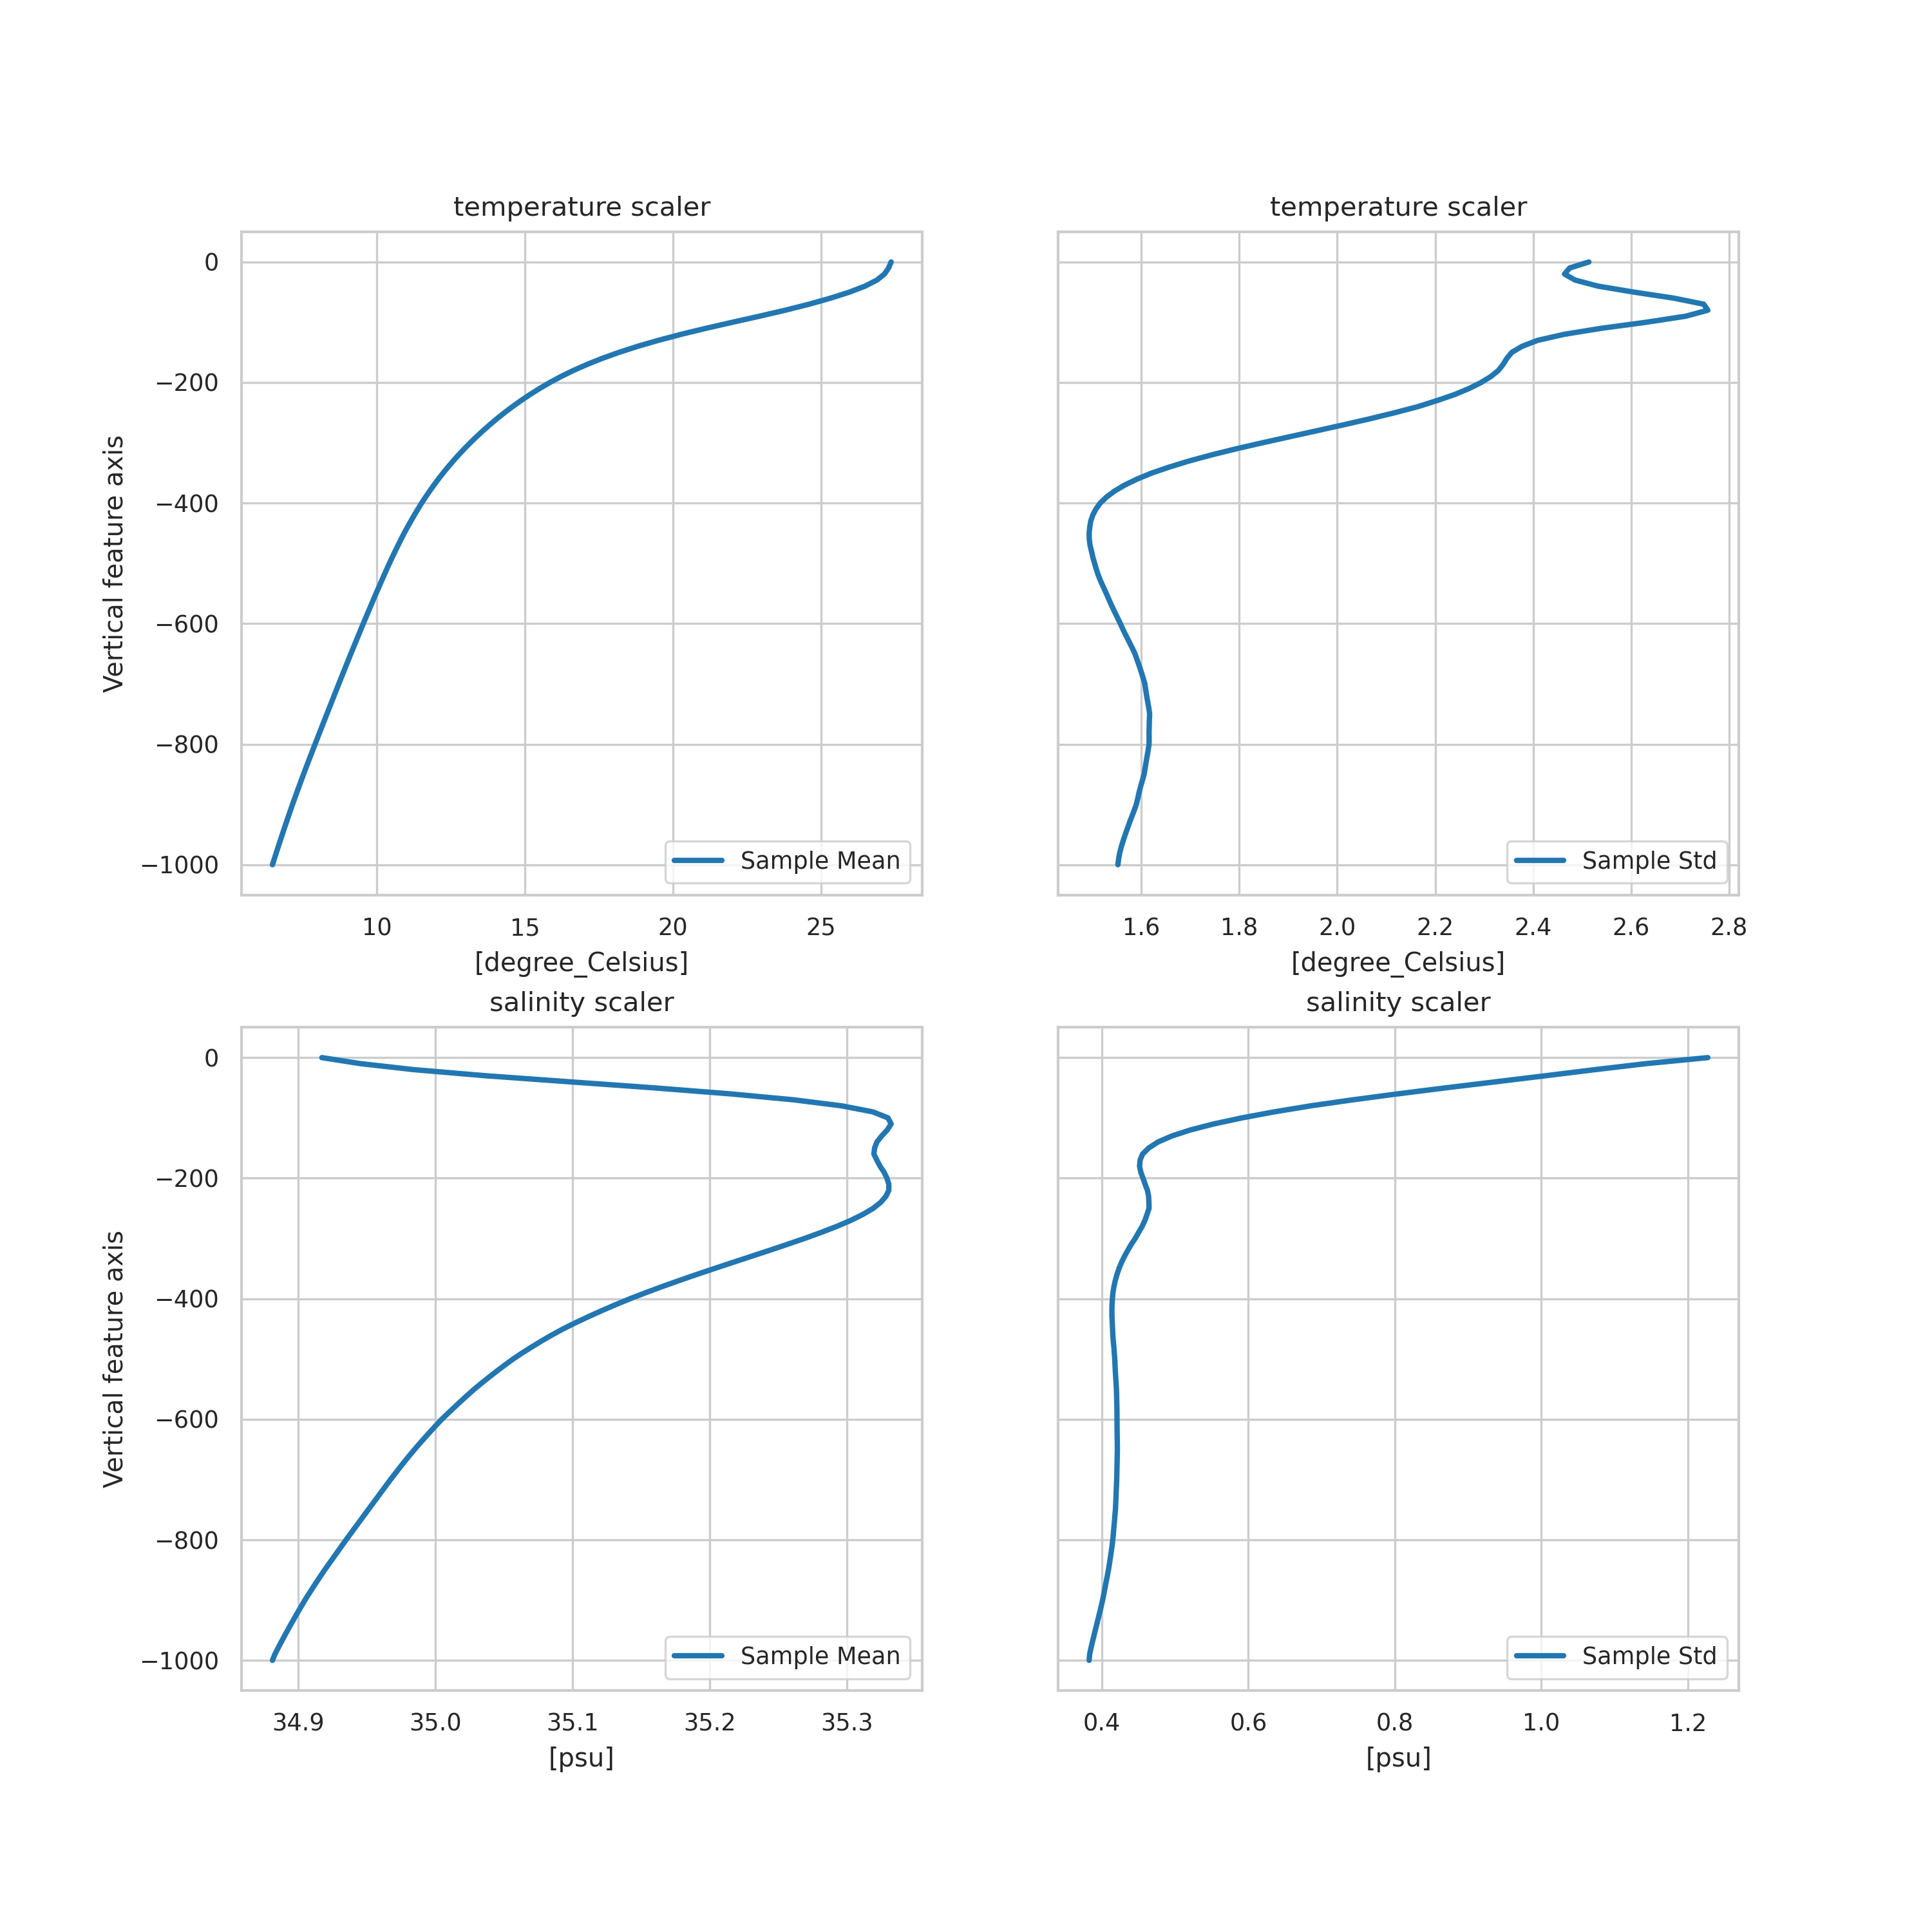 temperature scaler
Vertical feature axis
0
−200
−400
−600
−800
−1000
Sample Mean
10 15 20 25
[degree_Celsius]
temperature scaler
Sample Std
1.6 1.8 2.0 2.2 2.4 2.6 2.8
[degree_Celsius]
salinity scaler
Vertical feature axis
0
−200
−400
−600
−800
−1000
Sample Mean
34.9 35.0 35.1 35.2 35.3
[psu]
salinity scaler
Sample Std
0.4 0.6 0.8 1.0 1.2
[psu]